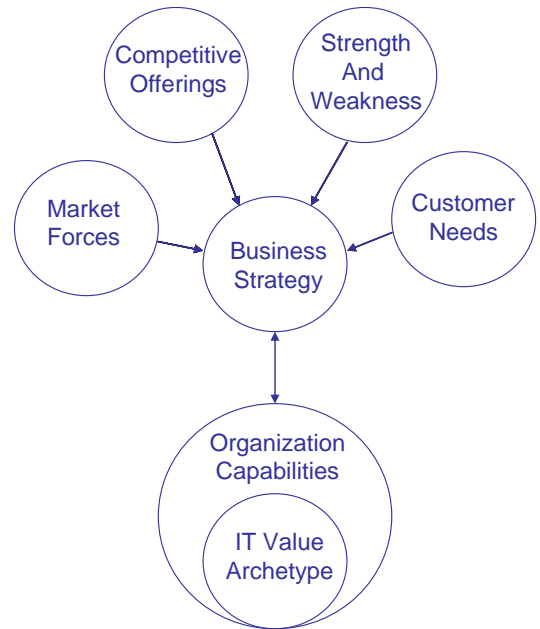 Competitive
Offerings
Strength
And
Weakness
Market
Forces
Customer
Needs
Business
Strategy
Organization
Capabilities
IT Value
Archetype